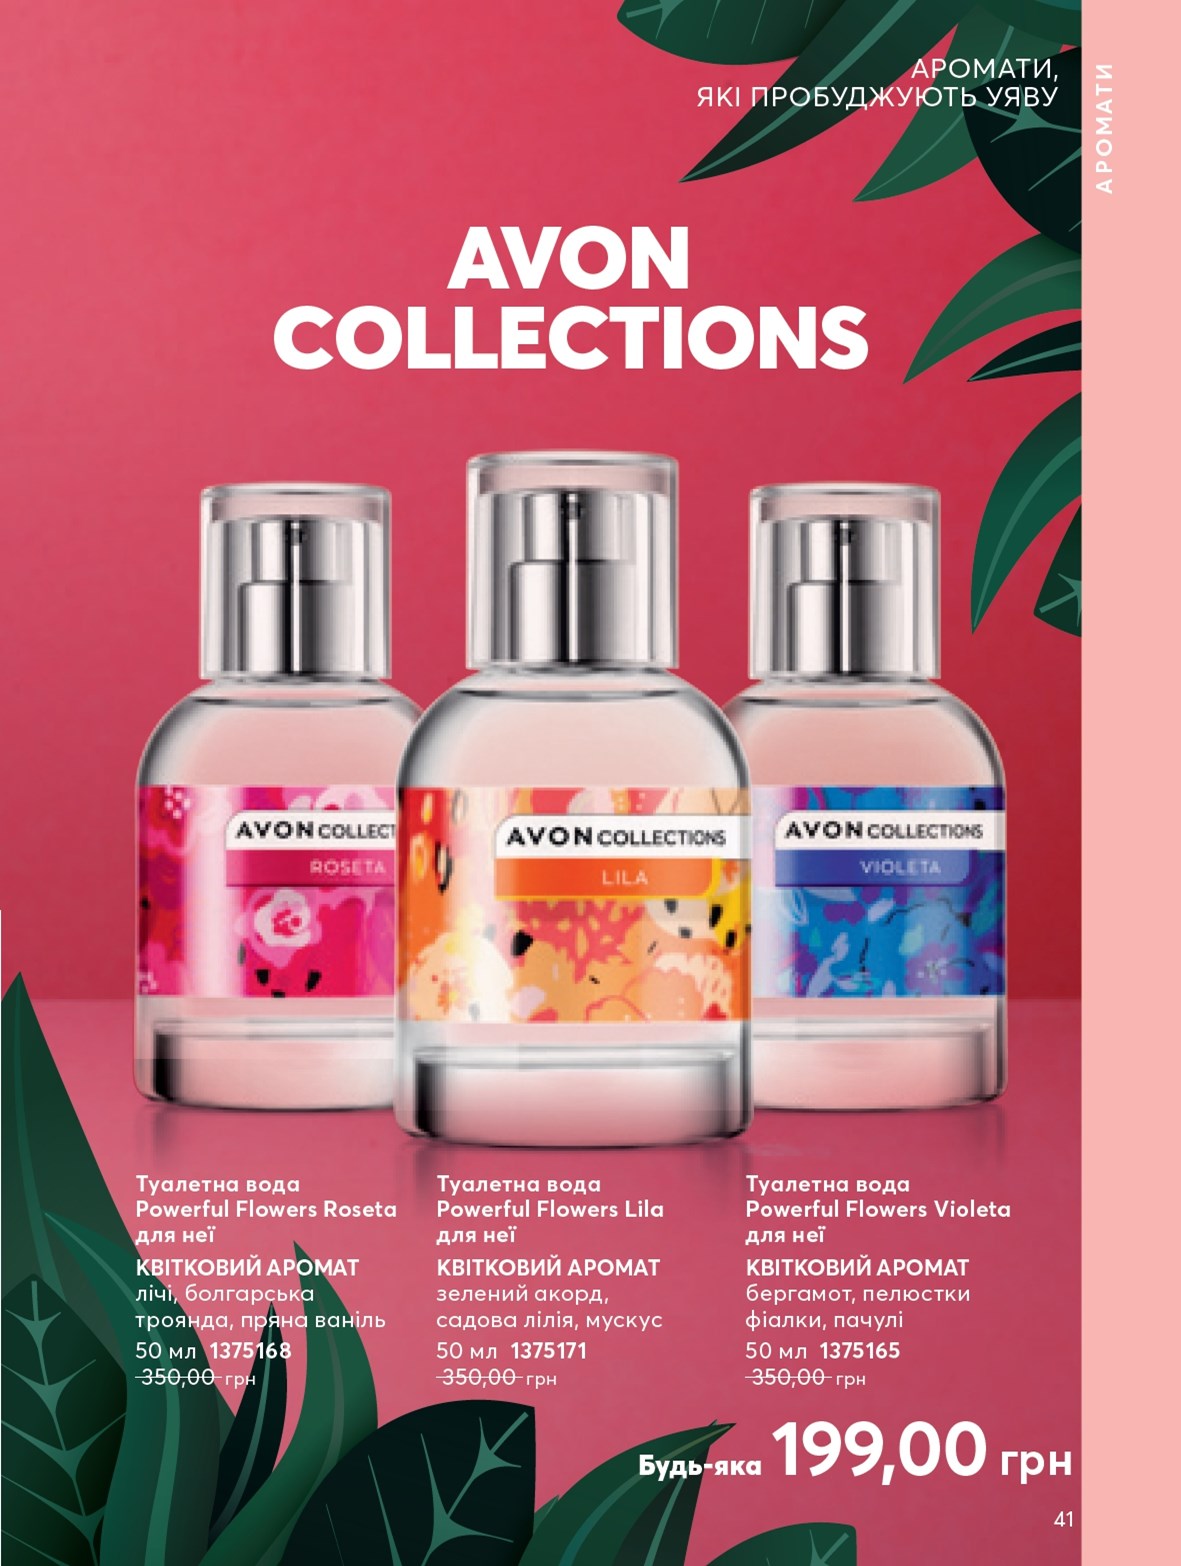 АРОМАТИ,
ЯКІ ПРОБУДЖУЮТЬ УЯВУ
АРОМАТИ
AVON
COLLECTIONS
AVON COLLECT
ROSETA
AVON COLLECTIONS
LILA
AVON COLLECTIONS
VIOLETA
Туалетна вода
Powerful Flowers Roseta
для неї
КВІТКОВИЙ АРОМАТ
лічі, болгарська
троянда, пряна ваніль
50 мл 1375168
350,00 грн
Туалетна вода
Powerful Flowers Lila
для неї
КВІТКОВИЙ АРОМАТ
зелений акорд,
садова лілія, мускус
50 мл 1375171
350,00 грн
Туалетна вода
Powerful Flowers Violeta
для неї
КВІТКОВИЙ АРОМАТ
бергамот, пелюстки
фіалки, пачулі
50 мл 1375165
350,00 грн
Будь-яка 199,00 грн
41